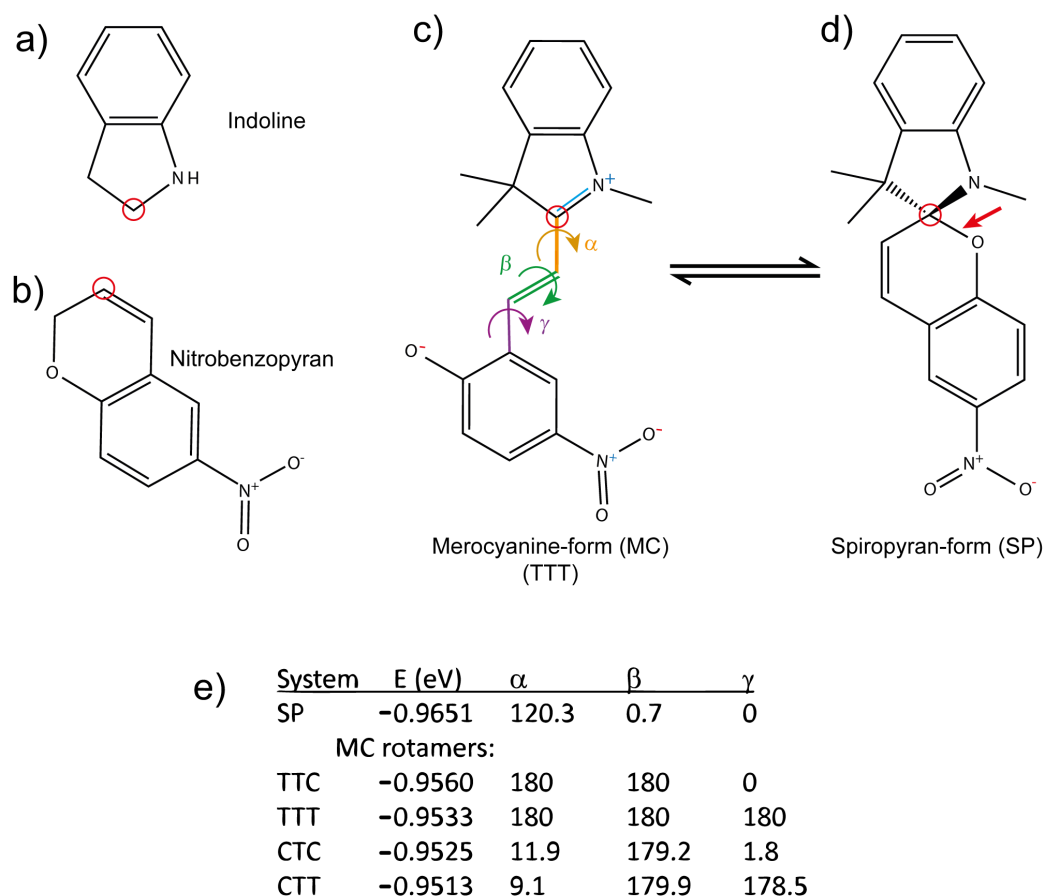 a)
Indoline
NH
b)
Nitrobenzopyran
O
N+
O-
O
c)
N+
α
β
γ
O-
N+
O-
O
Merocyanine-form (MC)
(TTT)
d)
N
O
N+
O
O-
Spiropyran-form (SP)
e)
System E (eV) α β γ
SP −0.9651 120.3 0.7 0
MC rotamers:
TTC −0.9560 180 180 0
TTT −0.9533 180 180 180
CTC −0.9525 11.9 179.2 1.8
CTT −0.9513 9.1 179.9 178.5